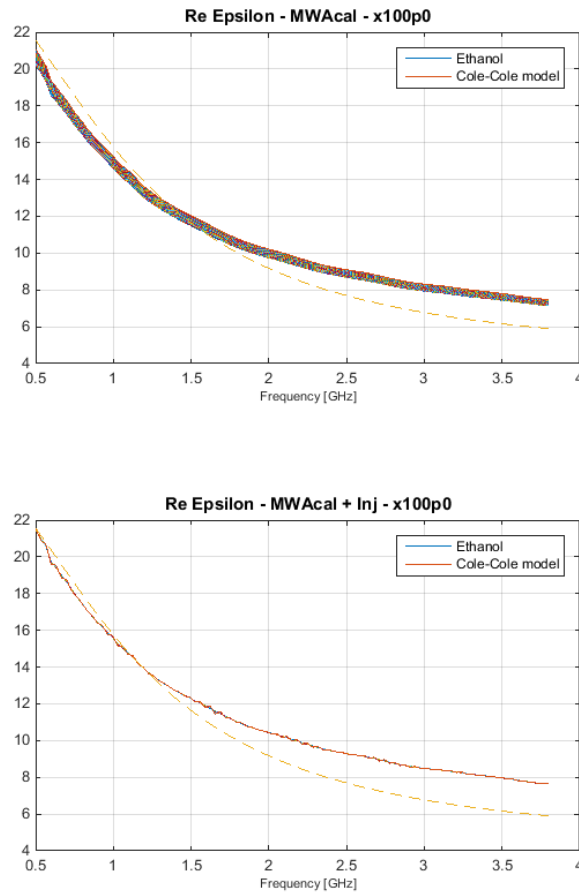 Re Epsilon - MWAcal - x100p0
22
20
18
16
14
12
10
8
6
4
Ethanol
Cole-Cole model
0.5 1 1.5 2 2.5 3 3.5 4
Frequency [GHz]
Re Epsilon - MWAcal + Inj - x100p0
22
20
18
16
14
12
10
8
6
4
Ethanol
Cole-Cole model
0.5 1 1.5 2 2.5 3 3.5 4
Frequency [GHz]